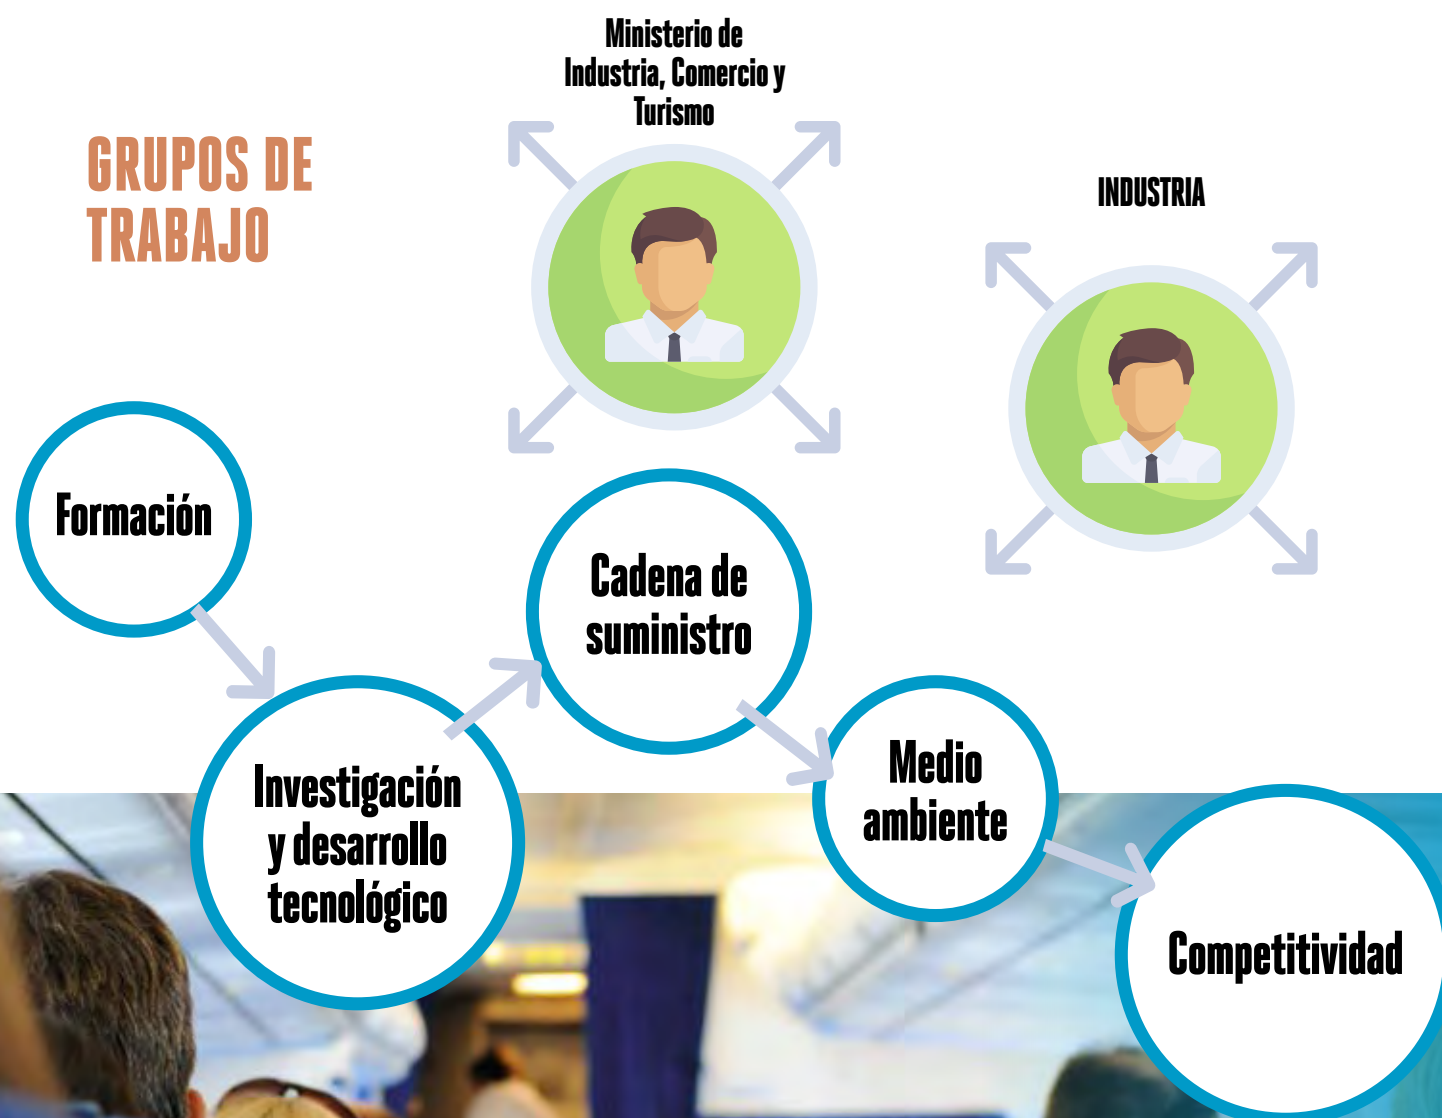 Ministerio de
Industria, Comercio y
Turismo
GRUPOS DE
TRABAJO
INDUSTRIA
Formación
Cadena de
suministro
Investigación
y desarrollo
tecnológico
Medio
ambiente
Competitividad